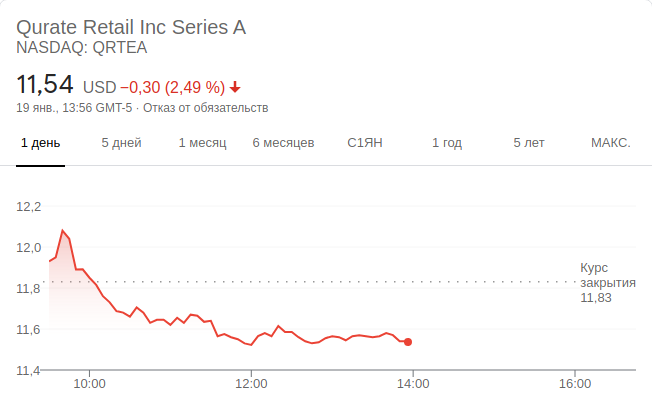 Qurate Retail Inc Series A
NASDAQ: QRTEA
11,54 USD −0,30 (2,49 %)
19 янв., 13:56 GMT-5 · Отказ от обязательств
1 день 5 дней 1 месяц 6 месяцев С1ЯН 1 год 5 лет МАКС.
12,2
12,0
11,8
11,6
11,4
Курс
закрытия
11,83
10:00 12:00 14:00 16:00